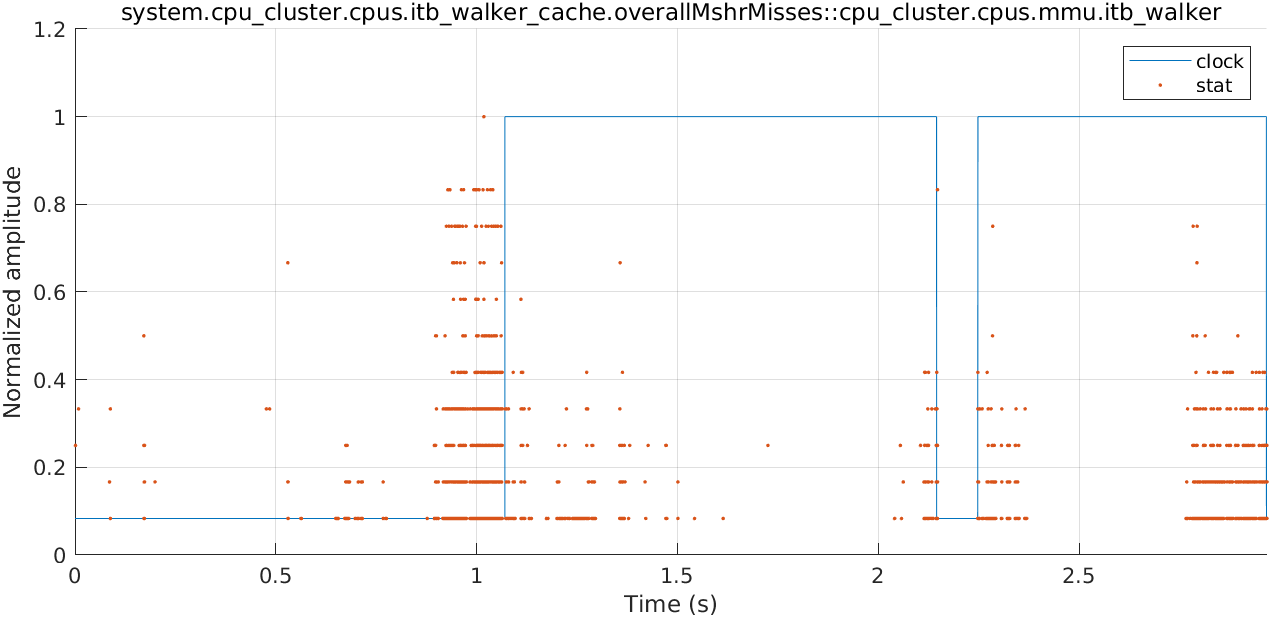 system.cpu_cluster.cpus.itb_walker_cache.overallMshrMisses::cpu_cluster.cpus.mmu.itb_walker
1.2
1
0.8
0.6
0.4
0.2
0
Normalized amplitude
clock
stat
0 0.5 1 1.5 2 2.5
Time (s)